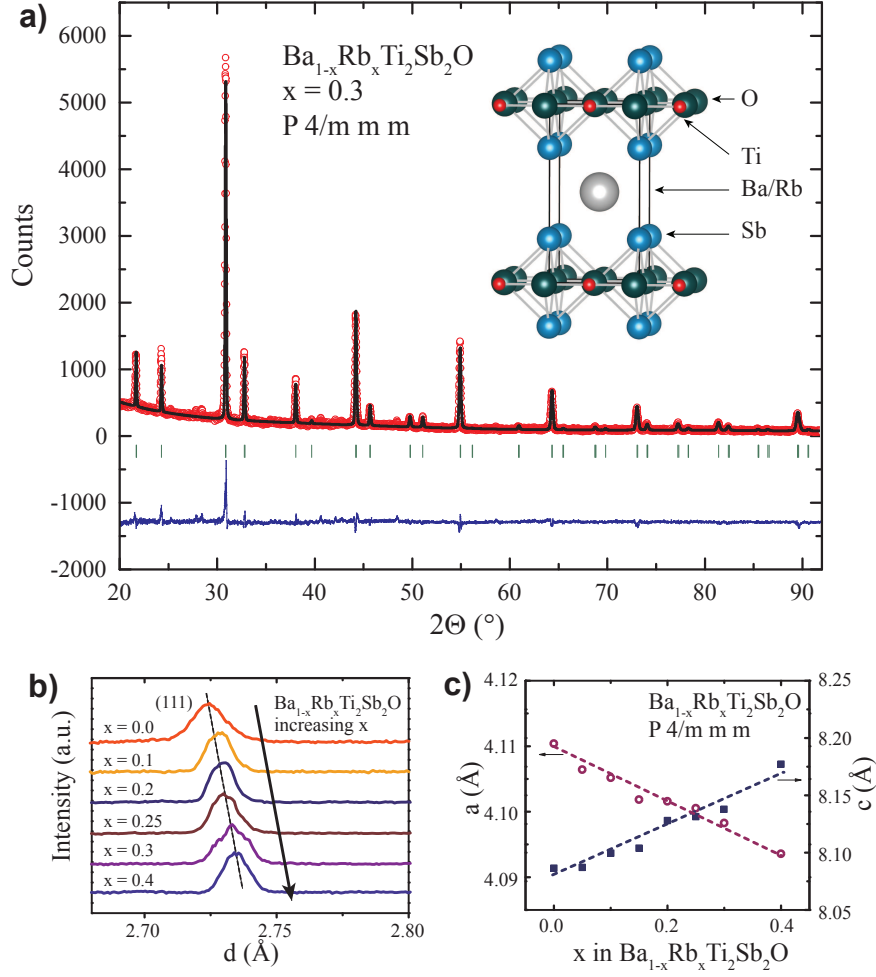 a)
Ba₁₋ₓRbₓTi₂Sb₂O
x = 0.3
P 4/m m m
O
Ti
Ba/Rb
Sb
6000
5000
4000
3000
2000
1000
0
-1000
-2000
Counts
20 30 40 50 60 70 80 90
2Θ (°)
b)
(111)
Ba₁₋ₓRbₓTi₂Sb₂O
increasing x
x = 0.0
x = 0.1
x = 0.2
x = 0.25
x = 0.3
x = 0.4
Intensity (a.u.)
2.70 2.75 2.80
d (Å)
c)
Ba₁₋ₓRbₓTi₂Sb₂O
P 4/m m m
4.12
4.11
4.10
4.09
a (Å)
8.25
8.20
8.15
8.10
8.05
c (Å)
0.0 0.2 0.4
x in Ba₁₋ₓRbₓTi₂Sb₂O